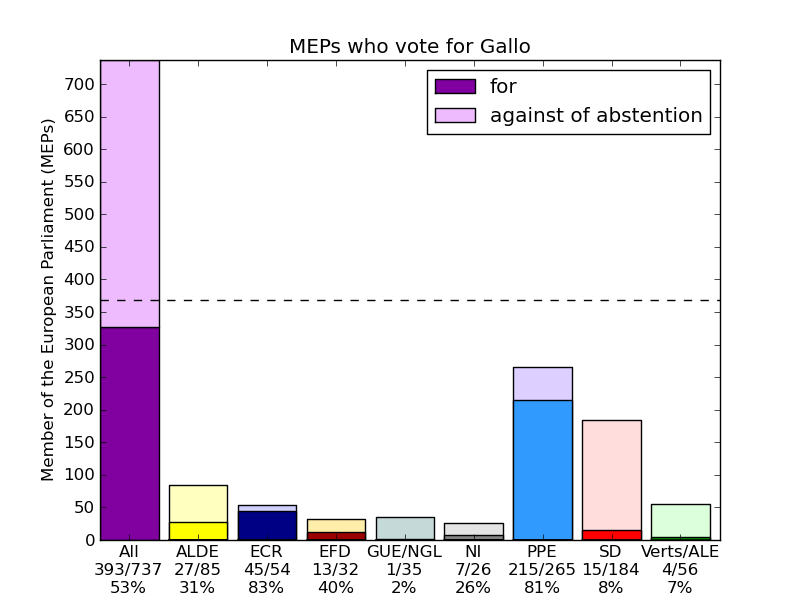 MEPs who vote for Gallo
for
against of abstention
Member of the European Parliament (MEPs)
700
650
600
550
500
450
400
350
300
250
200
150
100
50
0
All ALDE ECR EFD GUE/NGL NI PPE SD Verts/ALE
393/737 27/85 45/54 13/32 1/35 7/26 215/265 15/184 4/56
53% 31% 83% 40% 2% 26% 81% 8% 7%